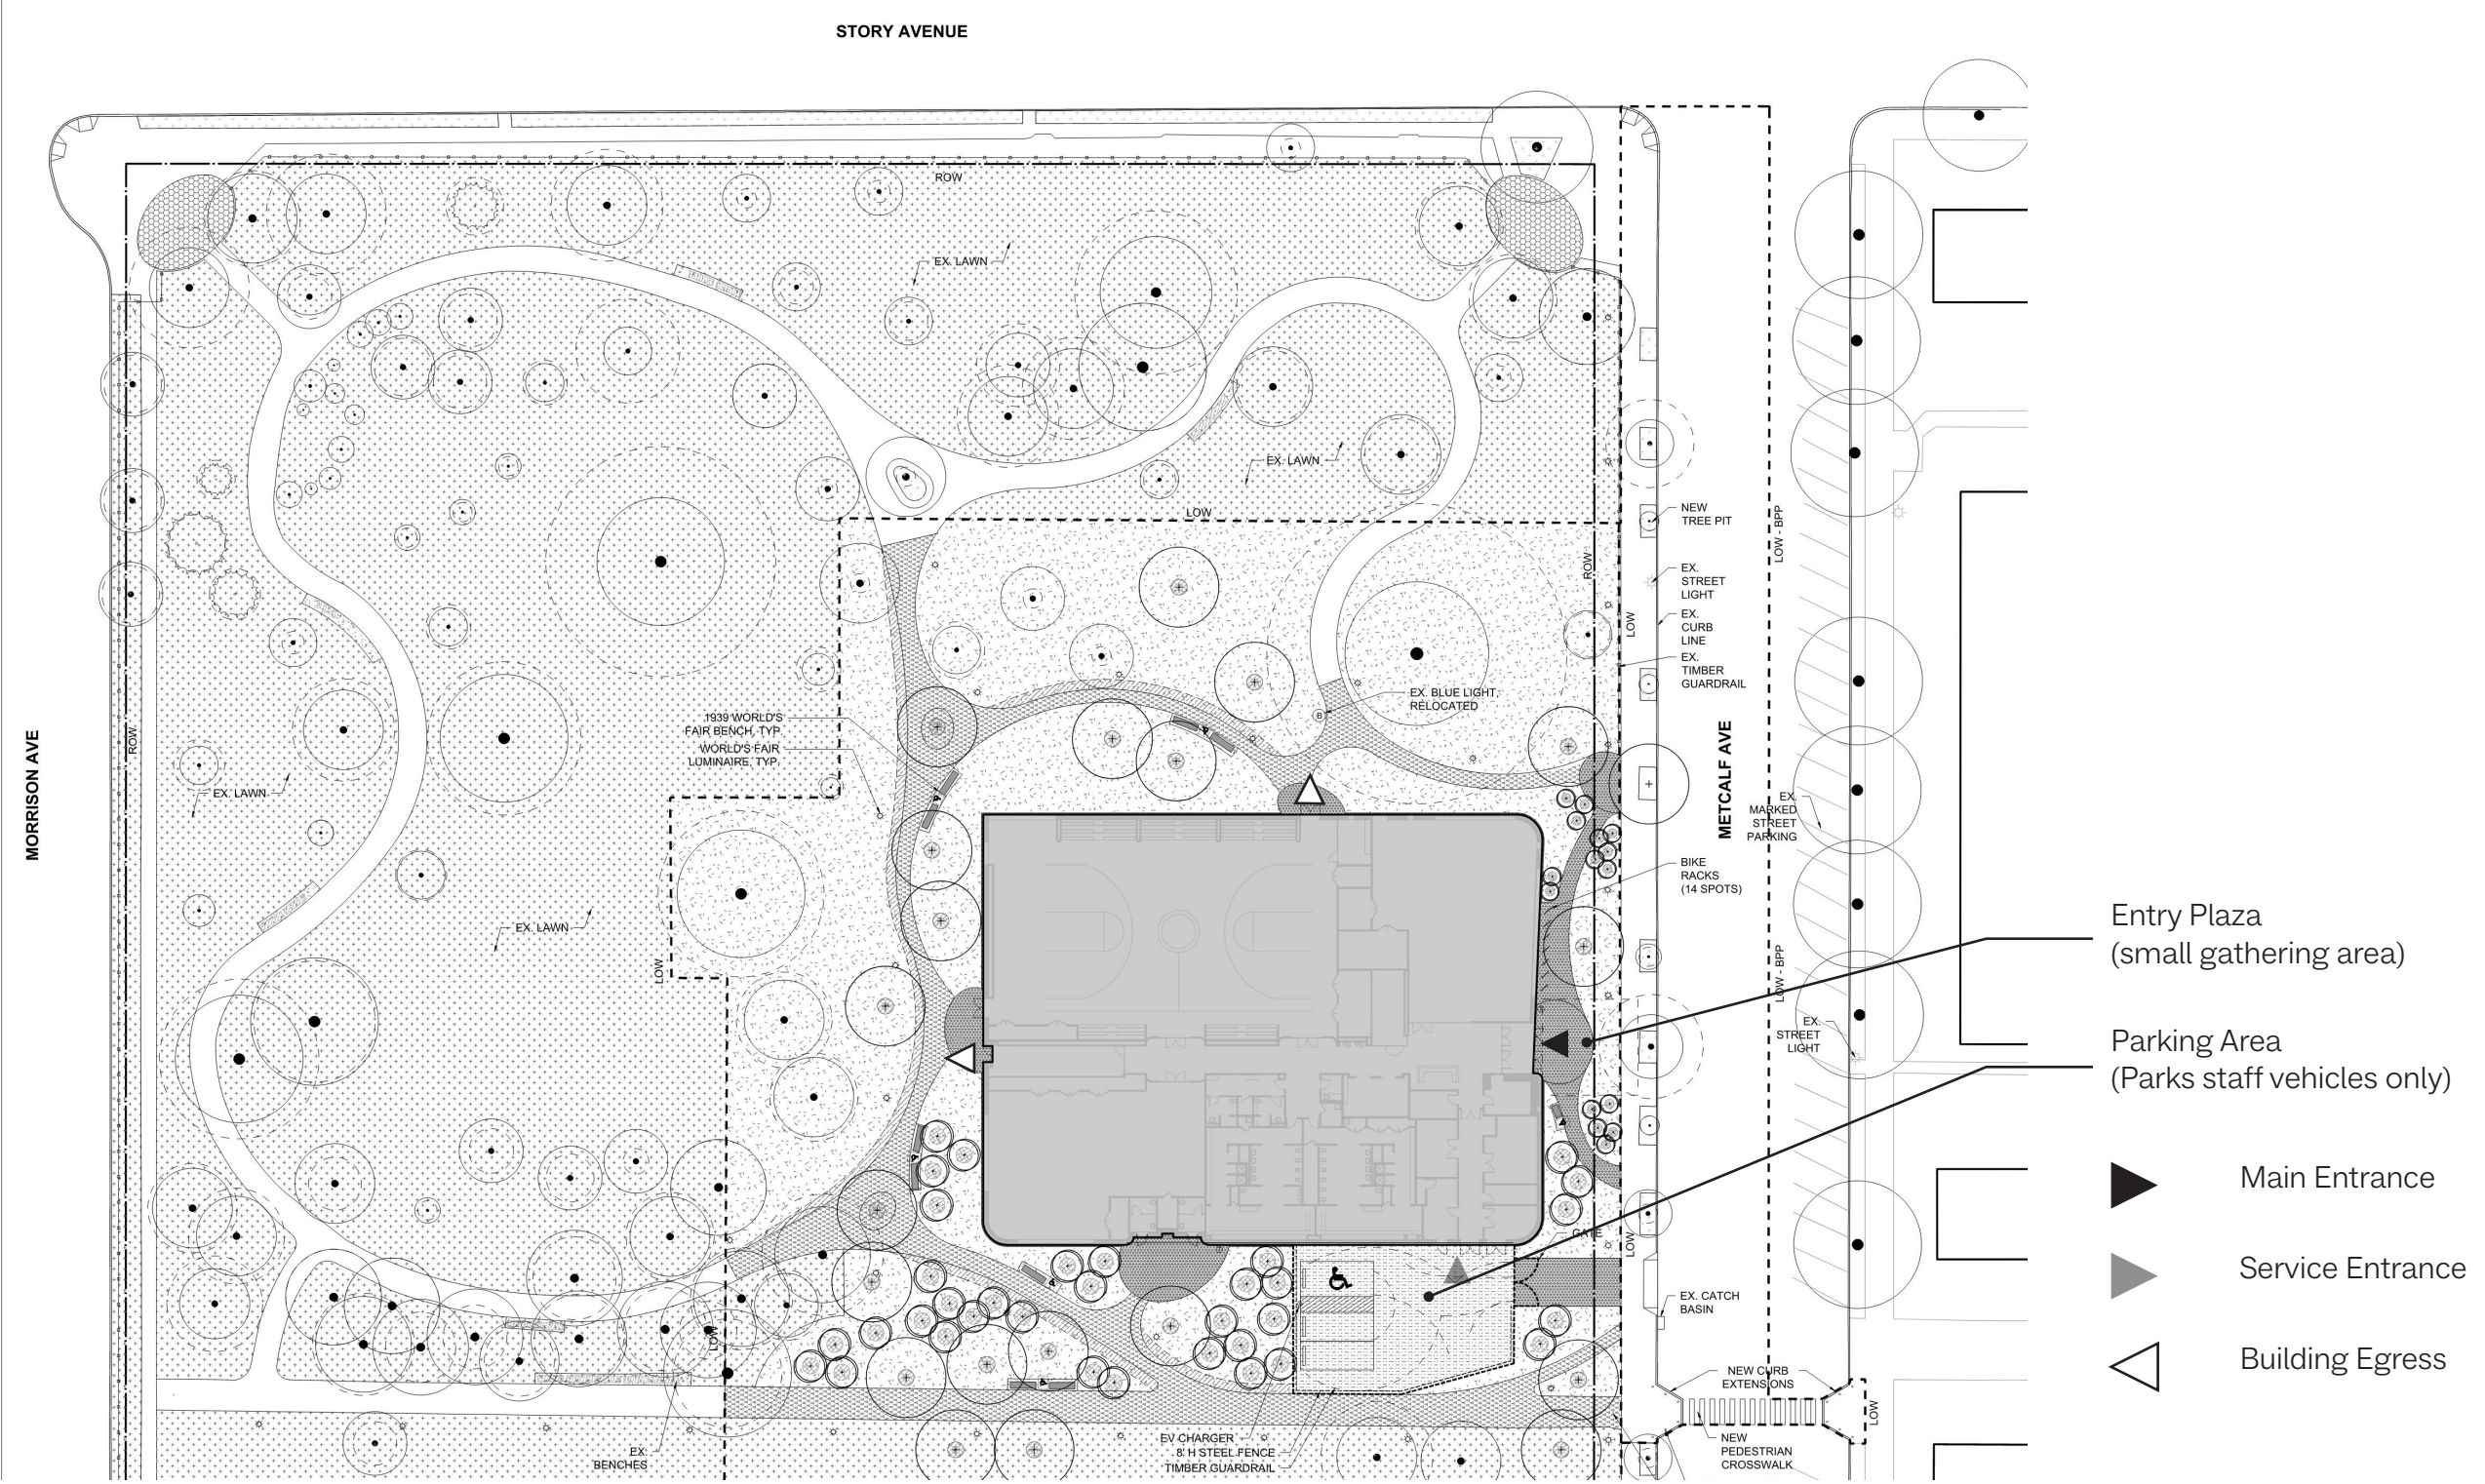 STORY AVENUE
ROW
EX. LAWN
EX. LAWN
LOW
NEW
TREE PIT
LOW - BPP
ROW
EX.
STREET
LIGHT
EX.
CURB
LINE
LOW
EX.
TIMBER
GUARDRAIL
EX. BLUE LIGHT,
RELOCATED
B
1939 WORLD'S
FAIR BENCH, TYP.
WORLD'S FAIR
LUMINAIRE, TYP.
MORRISON AVE
ROW
METCALF AVE
EX. LAWN
EX.
MARKED
STREET
PARKING
BIKE
RACKS
(14 SPOTS)
EX. LAWN
LOW
LOW - BPP
Entry Plaza
(small gathering area)
EX.
STREET
LIGHT
Parking Area
(Parks staff vehicles only)
Main Entrance
GATE
LOW
Service Entrance
EX. CATCH
BASIN
LOW
Building Egress
NEW CURB
EXTENSIONS
LOW
EX.
BENCHES
EV CHARGER
8' H STEEL FENCE
TIMBER GUARDRAIL
NEW
PEDESTRIAN
CROSSWALK